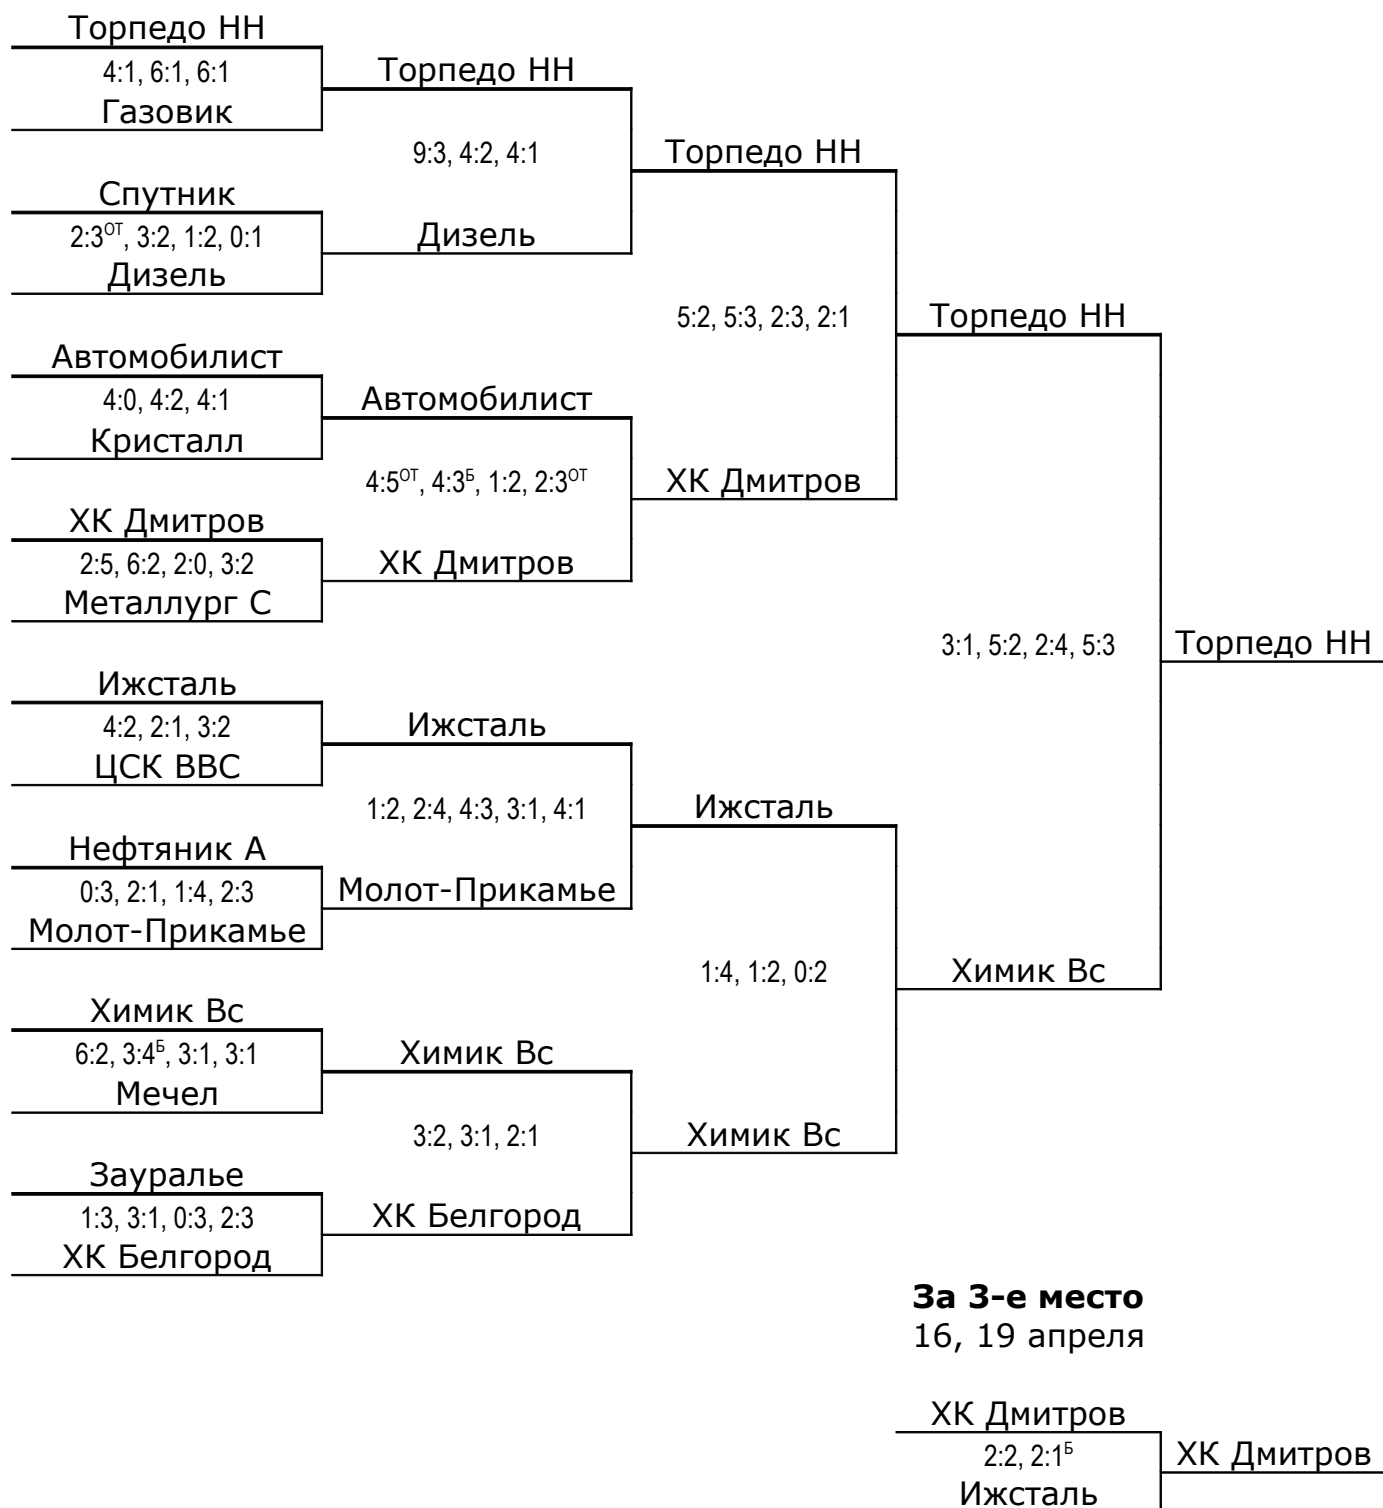 Торпедо НН
4:1, 6:1, 6:1
Газовик
Спутник
2:3ОТ, 3:2, 1:2, 0:1
Дизель
Автомобилист
4:0, 4:2, 4:1
Кристалл
ХК Дмитров
2:5, 6:2, 2:0, 3:2
Металлург С
Ижсталь
4:2, 2:1, 3:2
ЦСК ВВС
Нефтяник А
0:3, 2:1, 1:4, 2:3
Молот-Прикамье
Химик Вс
6:2, 3:4Б, 3:1, 3:1
Мечел
Зауралье
1:3, 3:1, 0:3, 2:3
ХК Белгород
Торпедо НН
9:3, 4:2, 4:1
Дизель
Автомобилист
4:5ОТ, 4:3Б, 1:2, 2:3ОТ
ХК Дмитров
Ижсталь
1:2, 2:4, 4:3, 3:1, 4:1
Молот-Прикамье
Химик Вс
3:2, 3:1, 2:1
ХК Белгород
Торпедо НН
5:2, 5:3, 2:3, 2:1
ХК Дмитров
Ижсталь
1:4, 1:2, 0:2
Химик Вс
Торпедо НН
3:1, 5:2, 2:4, 5:3
Химик Вс
Торпедо НН
За 3-е место
16, 19 апреля
ХК Дмитров
2:2, 2:1Б
Ижсталь
ХК Дмитров